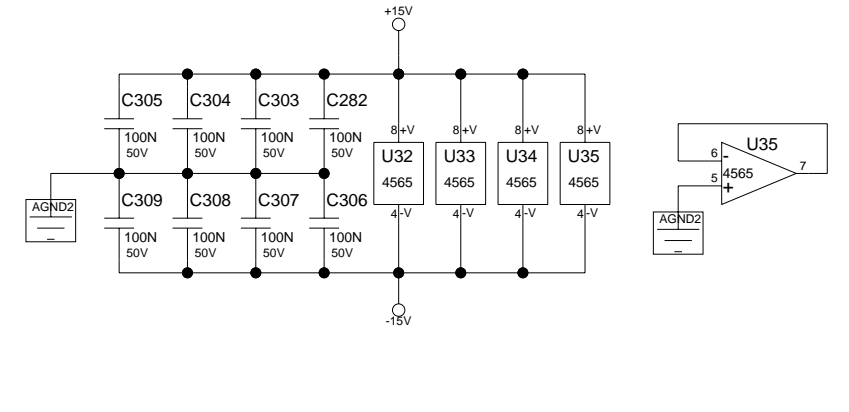 +15V
C305 C304 C303 C282
100N 100N 100N 100N
50V 50V 50V 50V
8 +V 8 +V 8 +V 8 +V
U32 U33 U34 U35
4565 4565 4565 4565
4 -V 4 -V 4 -V 4 -V
AGND2
C309 C308 C307 C306
100N 100N 100N 100N
50V 50V 50V 50V
-15V
U35
6 -
4565
7
5 +
AGND2